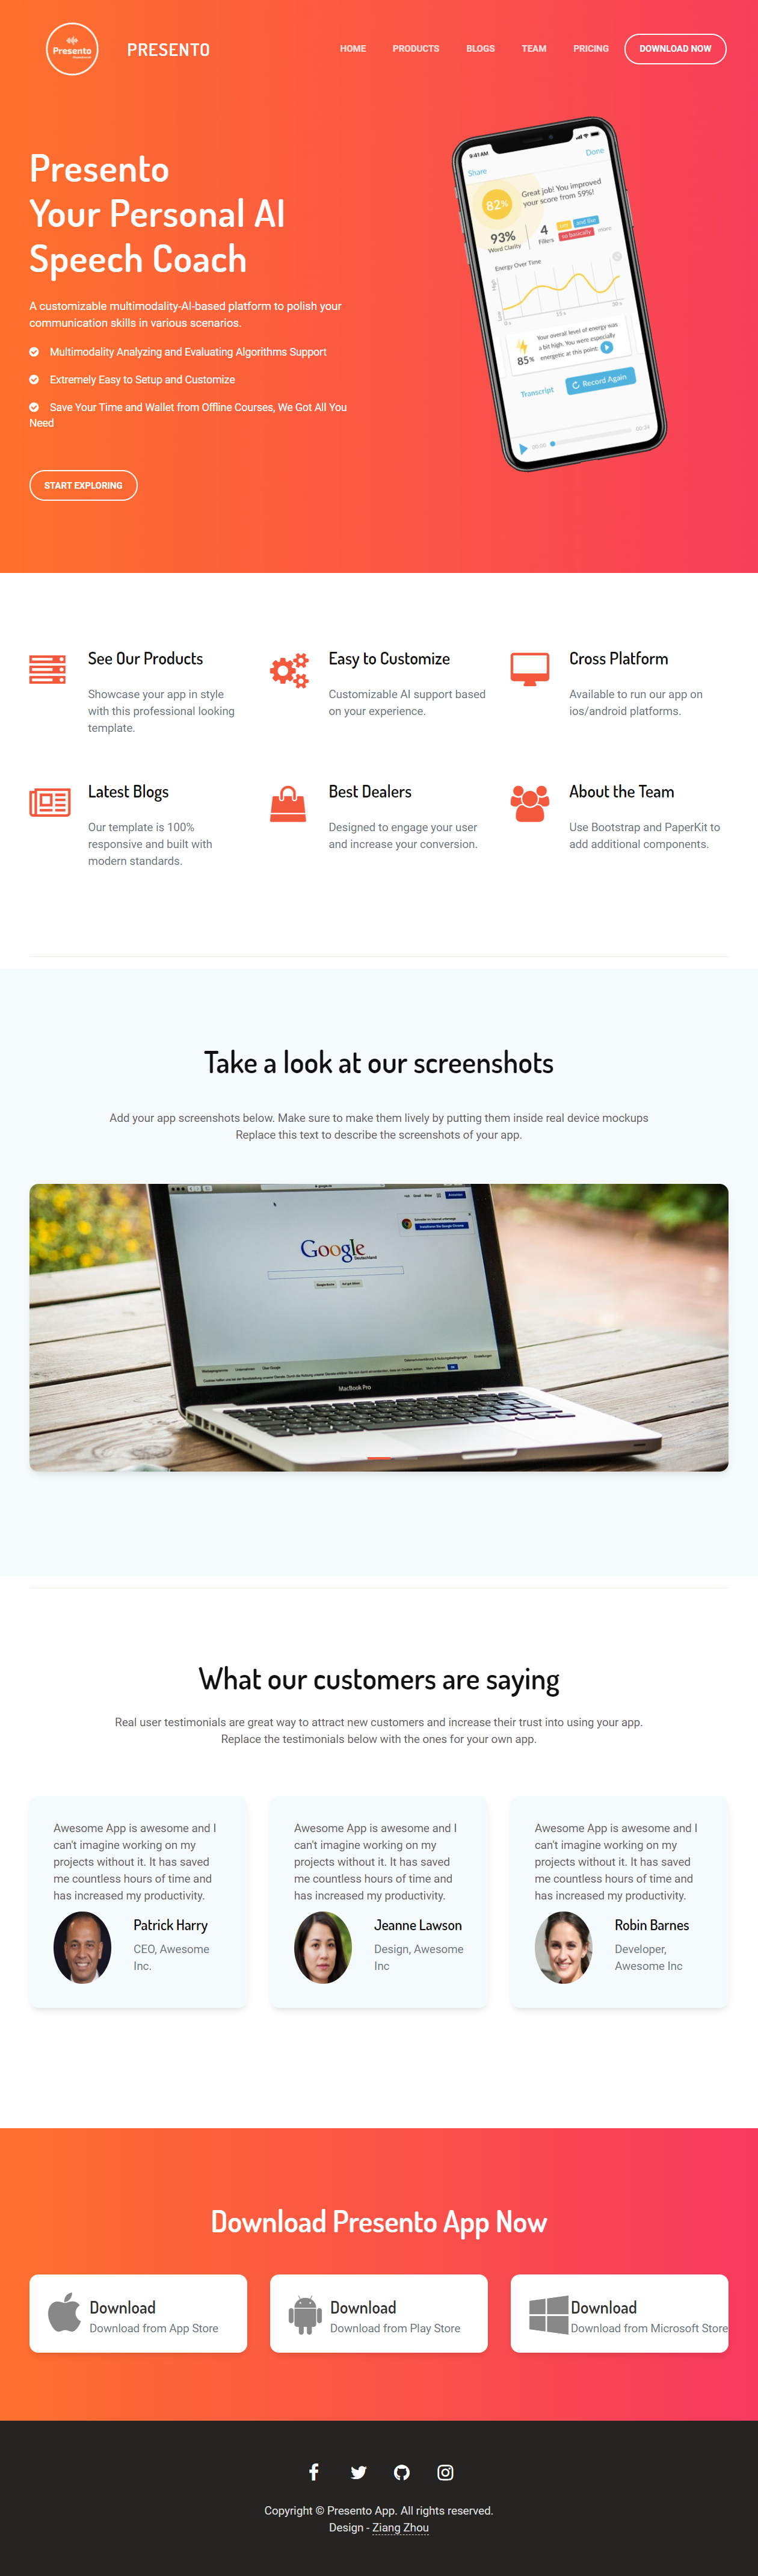 Presento
PRESENTO
HOME
PRODUCTS
BLOGS
TEAM
PRICING
DOWNLOAD NOW
Presento
Your Personal AI
Speech Coach
A customizable multimodality-AI-based platform to polish your
communication skills in various scenarios.
Multimodality Analyzing and Evaluating Algorithms Support
Extremely Easy to Setup and Customize
Save Your Time and Wallet from Offline Courses, We Got All You
Need
START EXPLORING
9:41 AM
Share
Done
82%
Great job! You improved
your score from 59%!
93%
Word Clarity
4
Fillers
so basically
more
Energy Over Time
High
Low
0 s
15 s
30 s
85%
Your overall level of energy was
a bit high. You were especially
energetic at this point:
Transcript
Record Again
00:00
00:34
See Our Products
Showcase your app in style
with this professional looking
template.
Easy to Customize
Customizable AI support based
on your experience.
Cross Platform
Available to run our app on
ios/android platforms.
Latest Blogs
Our template is 100%
responsive and built with
modern standards.
Best Dealers
Designed to engage your user
and increase your conversion.
About the Team
Use Bootstrap and PaperKit to
add additional components.
Take a look at our screenshots
Add your app screenshots below. Make sure to make them lively by putting them inside real device mockups
Replace this text to describe the screenshots of your app.
Google
Deutschland
MacBook Pro
What our customers are saying
Real user testimonials are great way to attract new customers and increase their trust into using your app.
Replace the testimonials below with the ones for your own app.
Awesome App is awesome and I
can't imagine working on my
projects without it. It has saved
me countless hours of time and
has increased my productivity.
Patrick Harry
CEO, Awesome
Inc.
Awesome App is awesome and I
can't imagine working on my
projects without it. It has saved
me countless hours of time and
has increased my productivity.
Jeanne Lawson
Design, Awesome
Inc
Awesome App is awesome and I
can't imagine working on my
projects without it. It has saved
me countless hours of time and
has increased my productivity.
Robin Barnes
Developer,
Awesome Inc
Download Presento App Now
Download
Download from App Store
Download
Download from Play Store
Download
Download from Microsoft Store
Copyright © Presento App. All rights reserved.
Design - Ziang Zhou